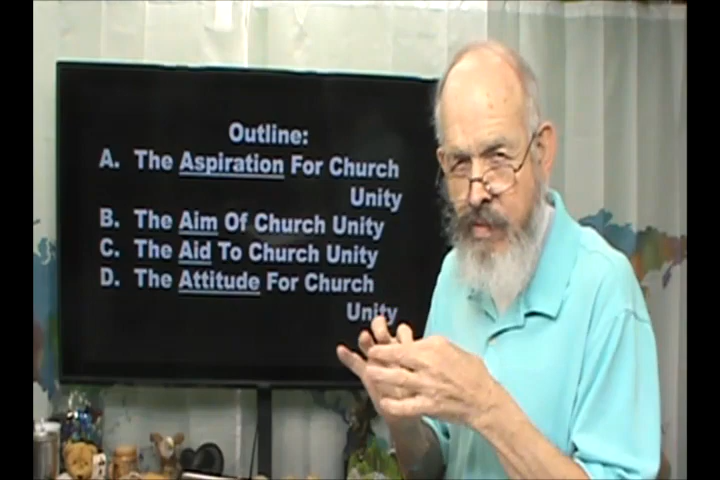 Outline:
A. The Aspiration For Church
Unity
B. The Aim Of Church Unity
C. The Aid To Church Unity
D. The Attitude For Church
Unity